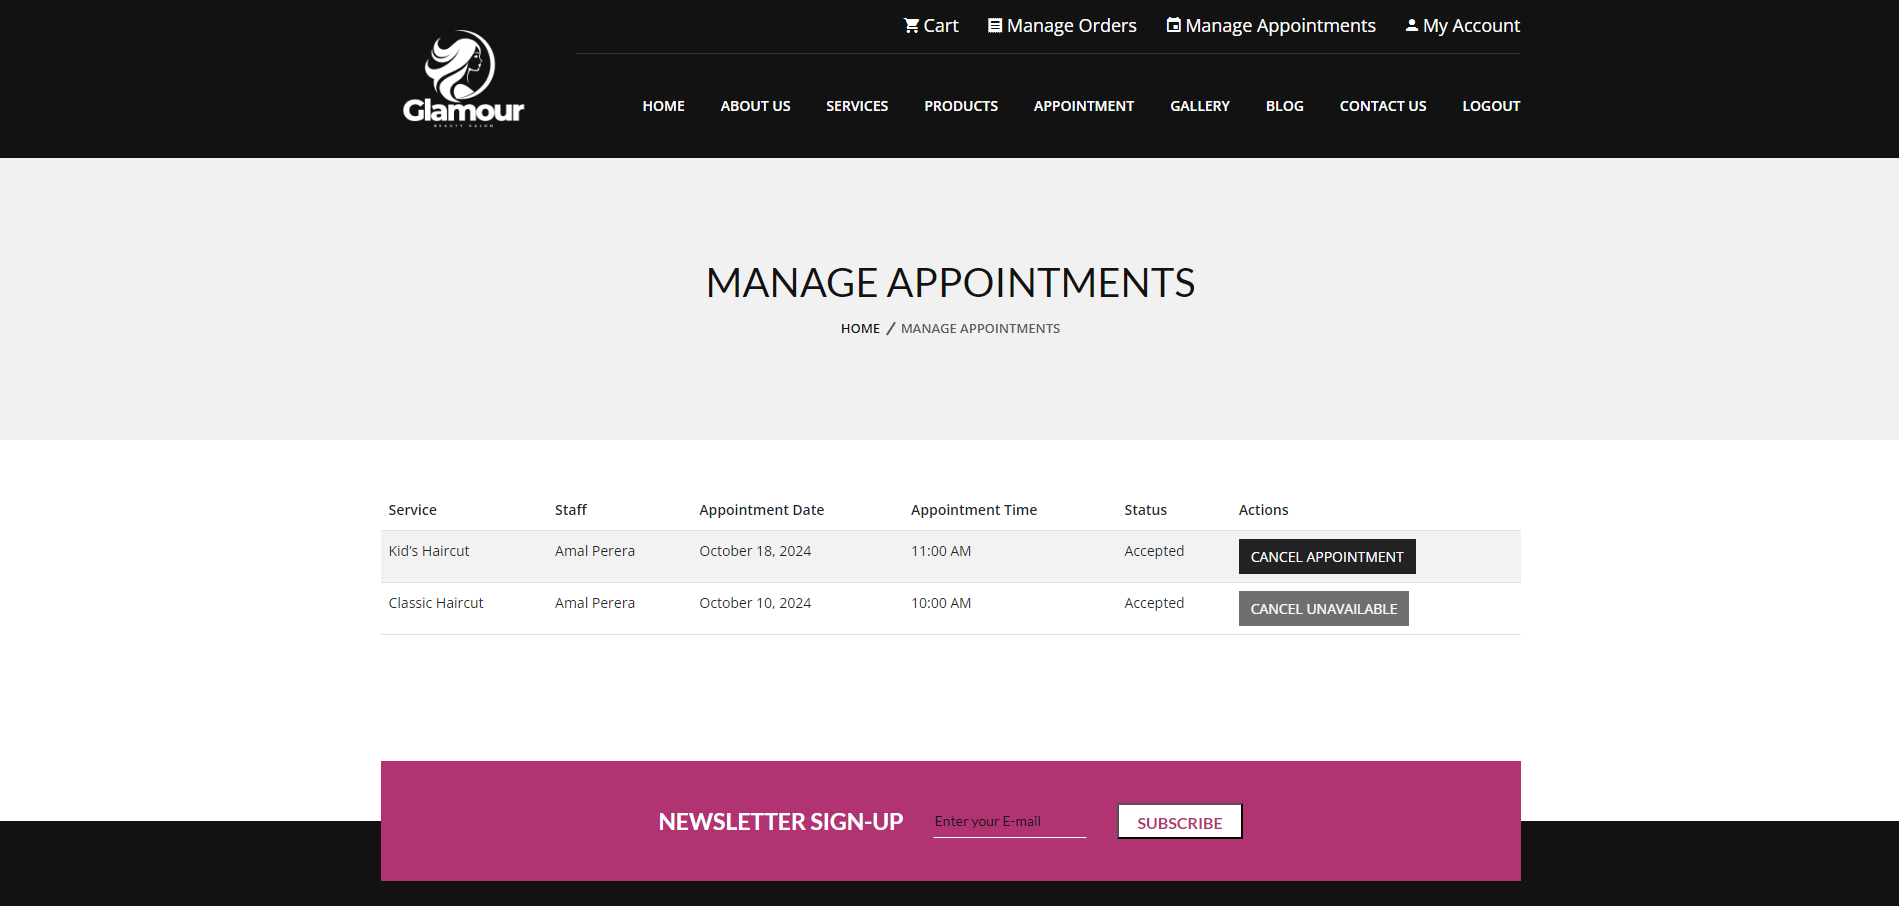 Cart Manage Orders Manage Appointments My Account
Glamour
BEAUTY SALON
HOME ABOUT US SERVICES PRODUCTS APPOINTMENT GALLERY BLOG CONTACT US LOGOUT
MANAGE APPOINTMENTS
HOME / MANAGE APPOINTMENTS
Service Staff Appointment Date Appointment Time Status Actions
Kid's Haircut Amal Perera October 18, 2024 11:00 AM Accepted CANCEL APPOINTMENT
Classic Haircut Amal Perera October 10, 2024 10:00 AM Accepted CANCEL UNAVAILABLE
NEWSLETTER SIGN-UP Enter your E-mail SUBSCRIBE